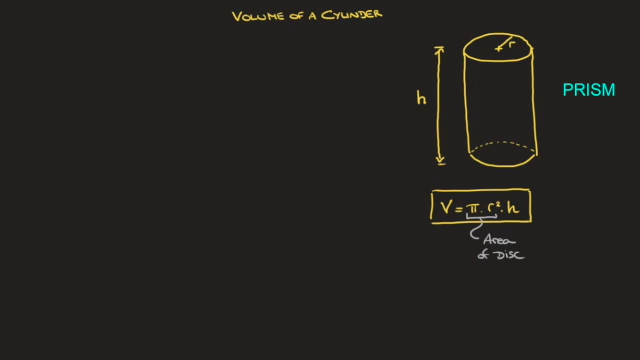 VOLUME OF A CYLINDER
r
h
PRISM
V = π · r² · h
Area
of Disc